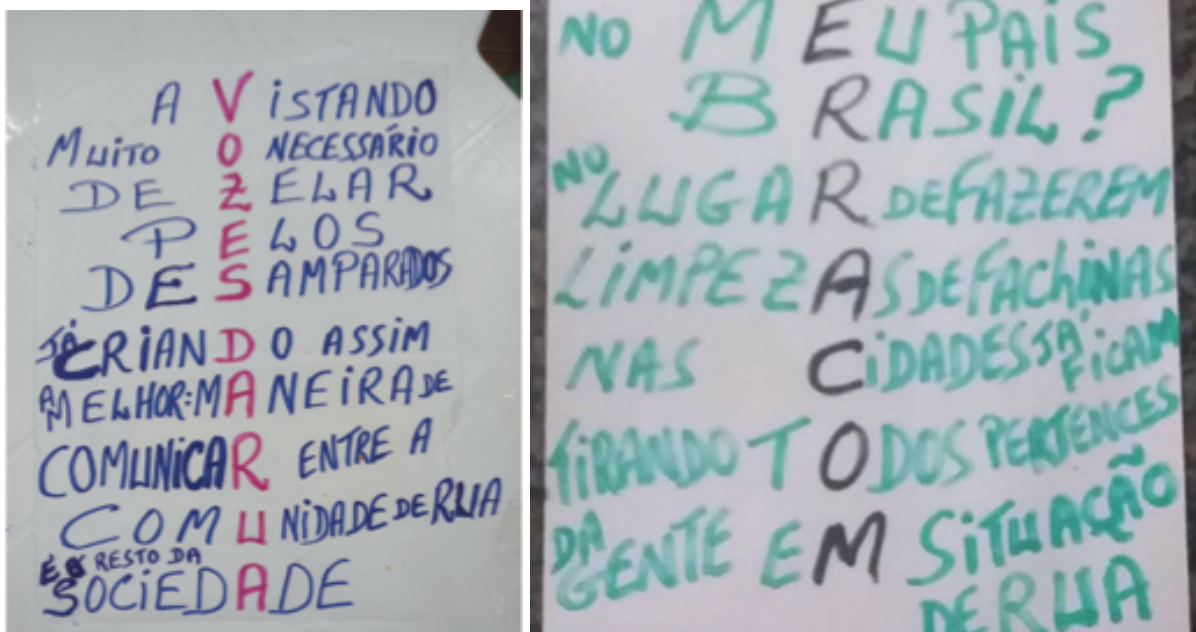 A VISTANDO
MUITO O NECESSÁRIO
DE ZELAR
PELOS
DESAMPARADOS
JÁ CRIANDO ASSIM
A MELHOR: MANEIRA DE
COMUNICAR ENTRE A
COMUNIDADE DE RUA
E O RESTO DA
SOCIEDADE
NO MEU PAÍS
BRASIL?
NO LUGAR DE FAZEREM
LIMPEZAS DE FACHINAS
NAS CIDADES JÁ FICAM
TIRANDO TODOS PERTENCES
DA GENTE EM SITUAÇÃO
DE RUA